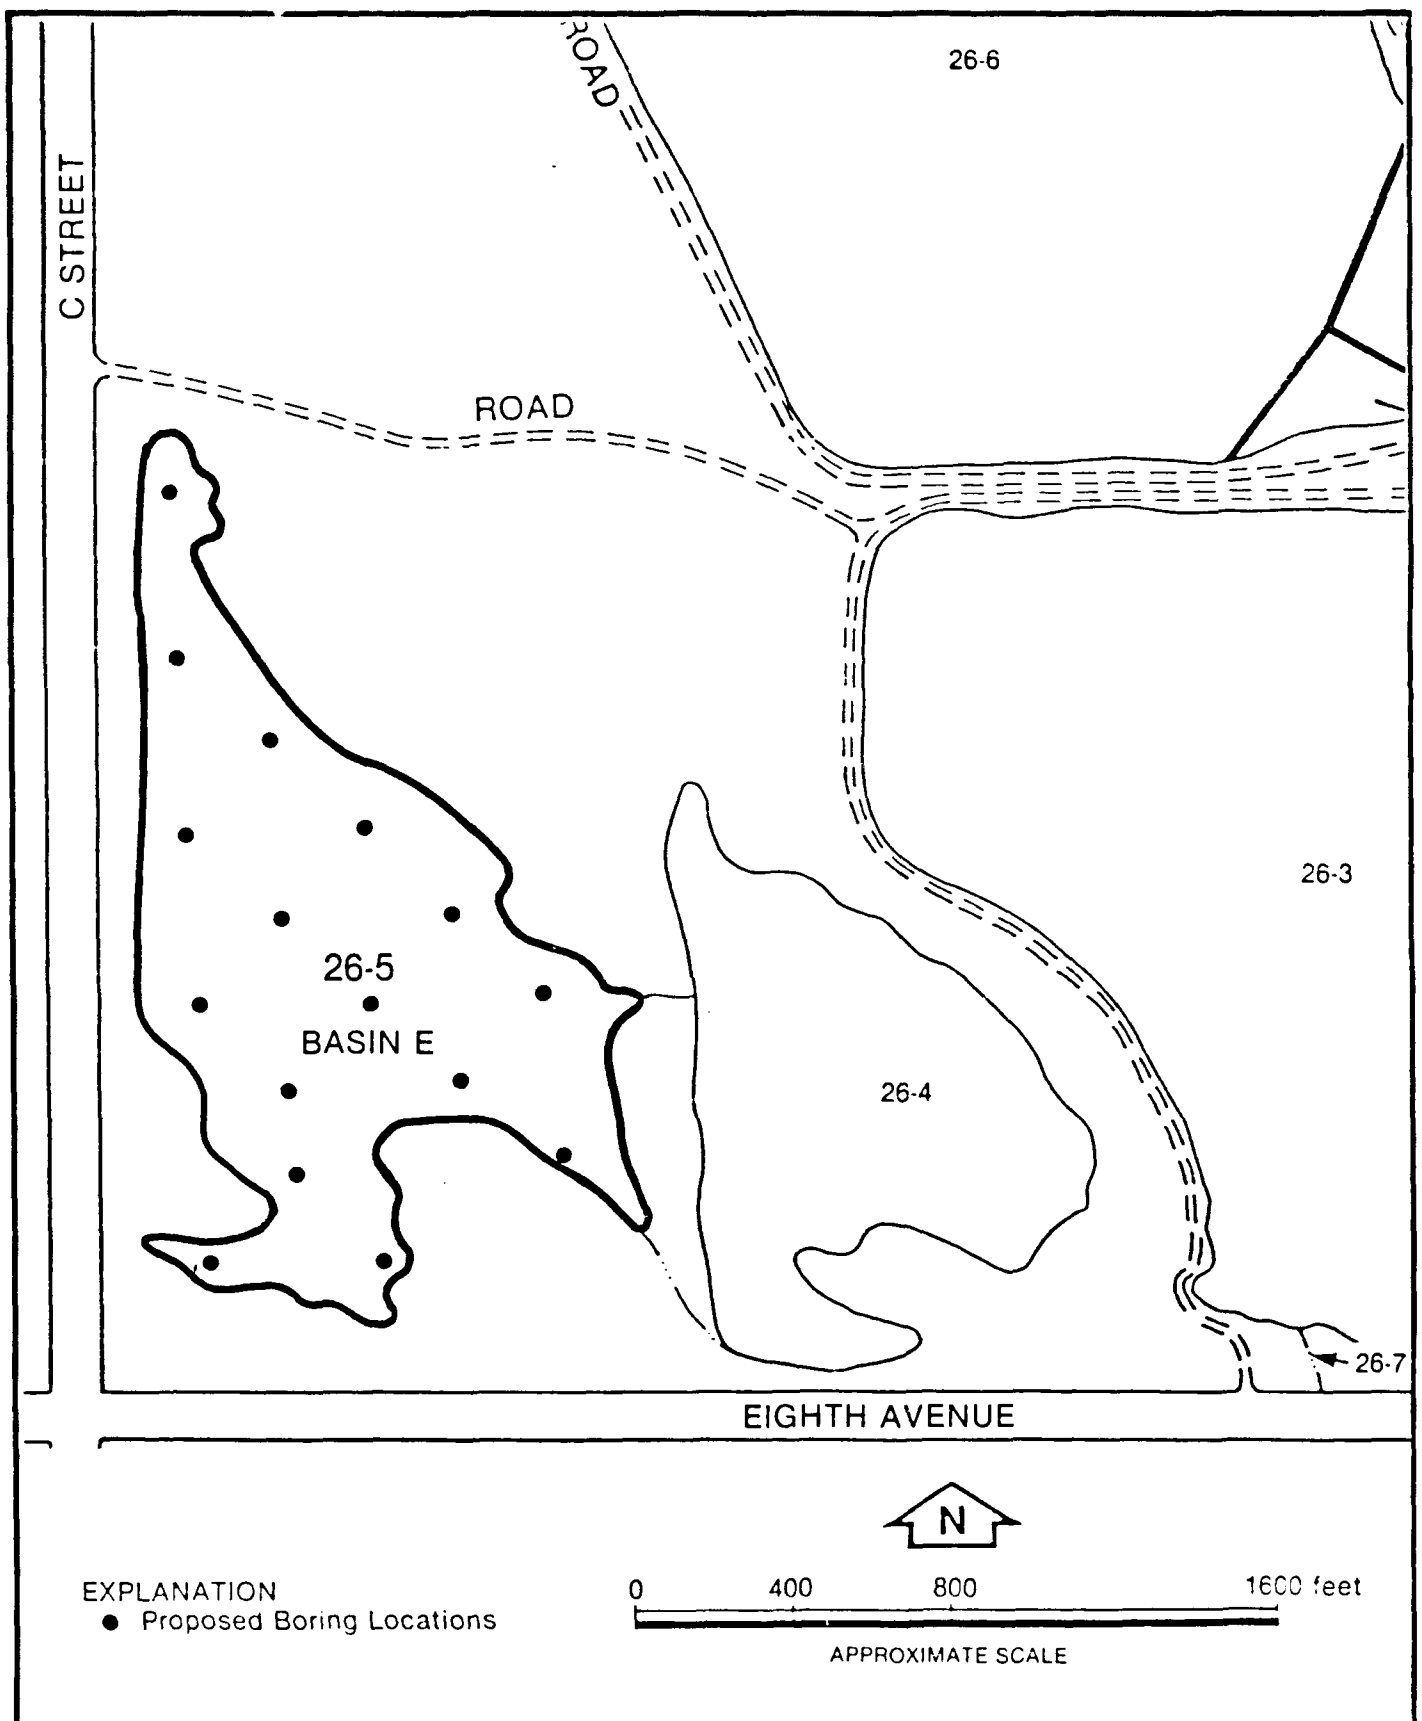 ROAD
26-6
C STREET
ROAD
26-3
26-5
BASIN E
26-4
26-7
EIGHTH AVENUE
N
EXPLANATION
Proposed Boring Locations
0 400 800 1600 feet
APPROXIMATE SCALE